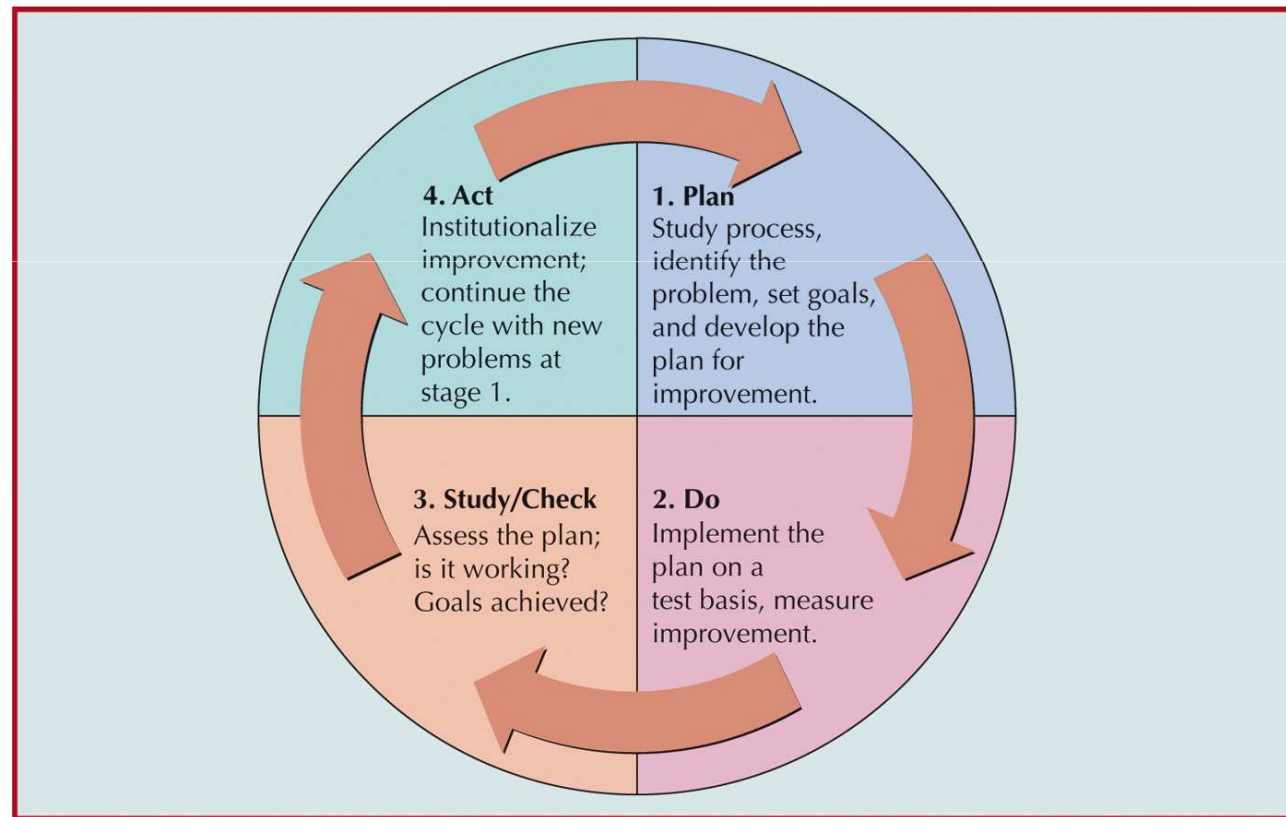 1. Plan
Study process,
identify the
problem, set goals,
and develop the
plan for
improvement.
2. Do
Implement the
plan on a
test basis, measure
improvement.
3. Study/Check
Assess the plan;
is it working?
Goals achieved?
4. Act
Institutionalize
improvement;
continue the
cycle with new
problems at
stage 1.